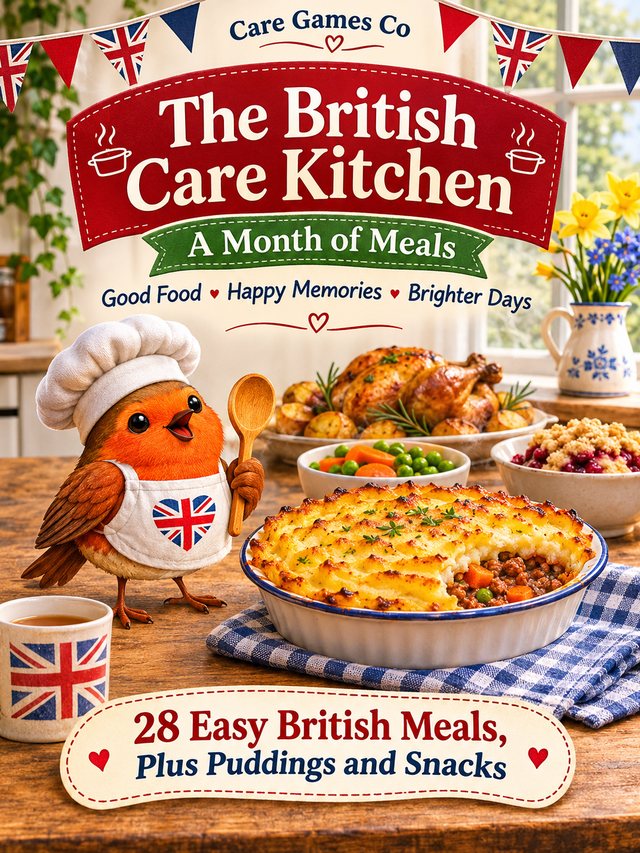 Care Games Co
The British
Care Kitchen
A Month of Meals
Good Food ♥ Happy Memories ♥ Brighter Days
28 Easy British Meals,
Plus Puddings and Snacks